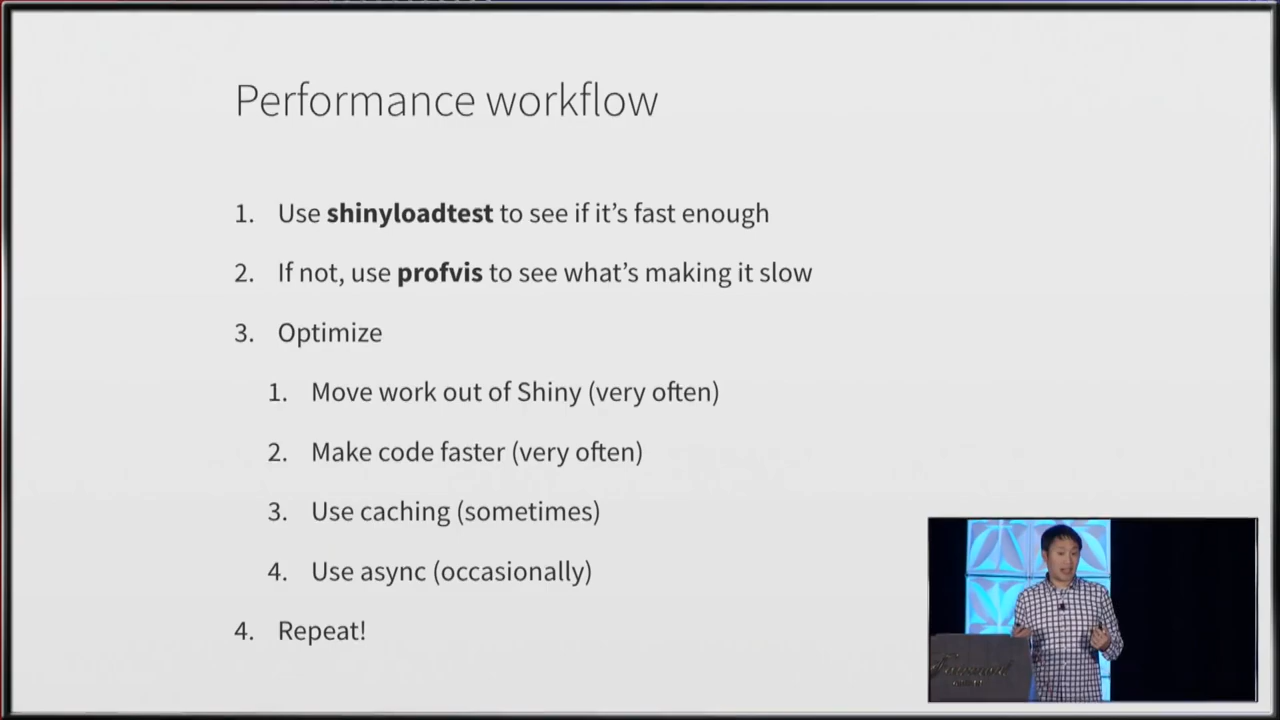 Performance workflow
1. Use shinyloadtest to see if it's fast enough
2. If not, use profvis to see what's making it slow
3. Optimize
1. Move work out of Shiny (very often)
2. Make code faster (very often)
3. Use caching (sometimes)
4. Use async (occasionally)
4. Repeat!